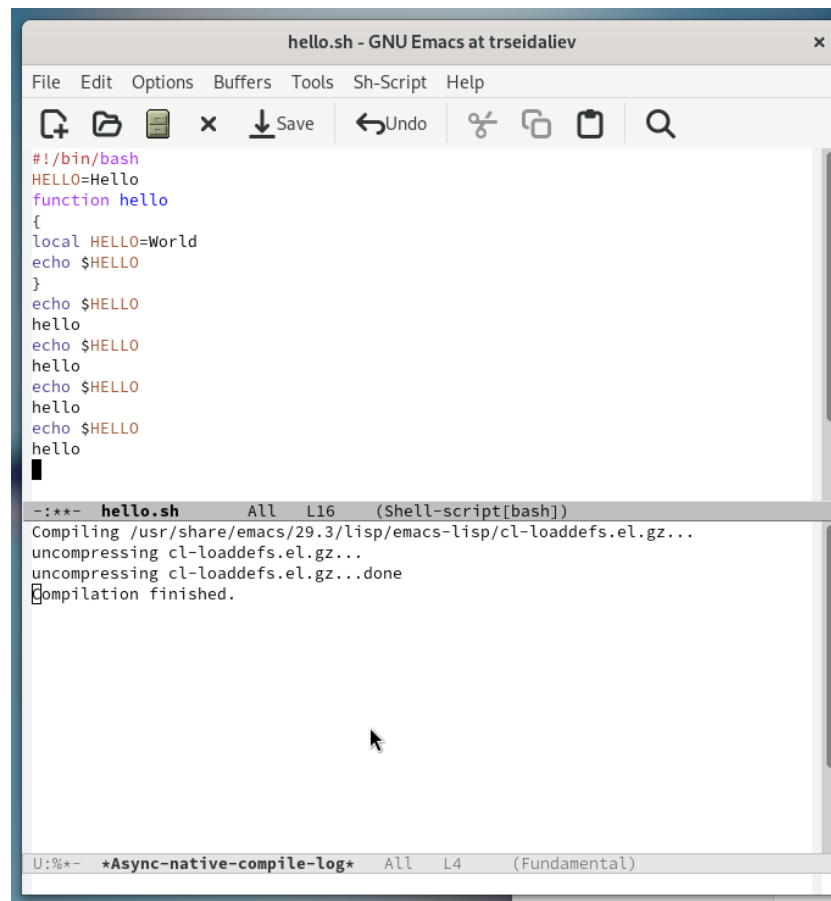 hello.sh - GNU Emacs at trseidaliev
File Edit Options Buffers Tools Sh-Script Help
Save Undo
#!/bin/bash
HELLO=Hello
function hello
{
local HELLO=World
echo $HELLO
}
echo $HELLO
hello
echo $HELLO
hello
echo $HELLO
hello
echo $HELLO
hello
-:**- hello.sh All L16 (Shell-script[bash])
Compiling /usr/share/emacs/29.3/lisp/emacs-lisp/cl-loaddefs.el.gz...
uncompressing cl-loaddefs.el.gz...
uncompressing cl-loaddefs.el.gz...done
Compilation finished.
U:%*- *Async-native-compile-log* All L4 (Fundamental)